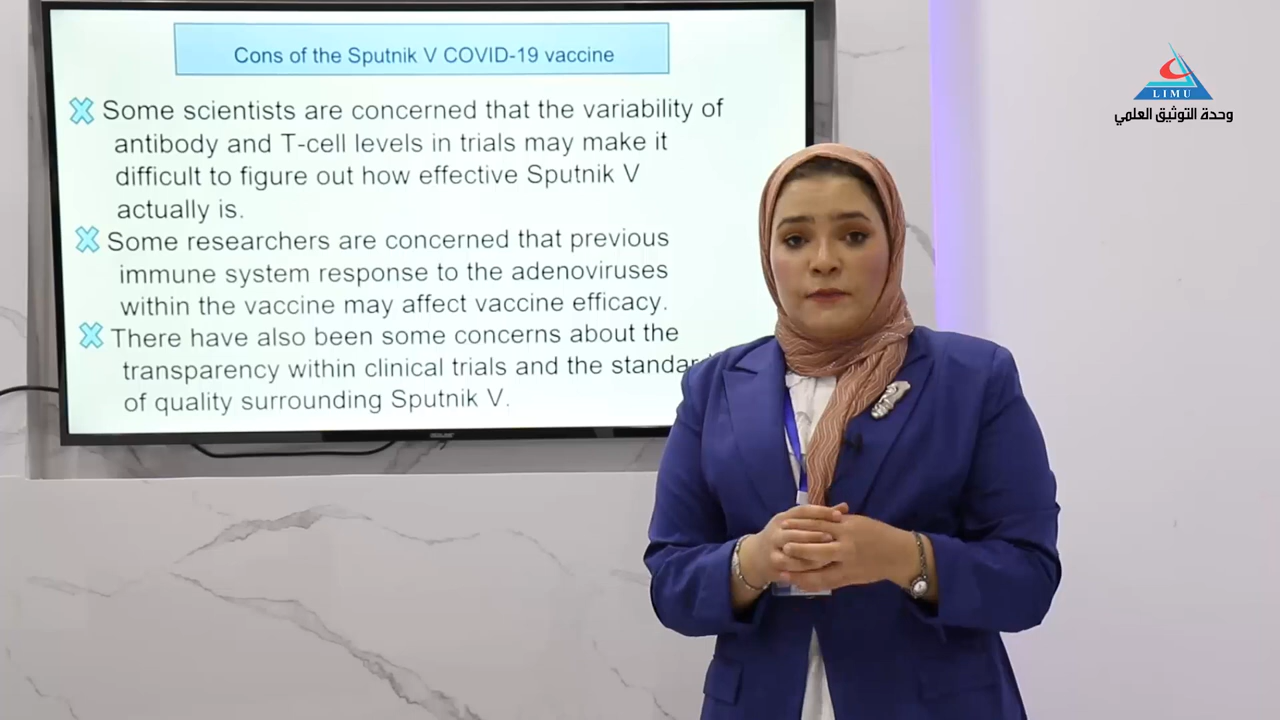 Cons of the Sputnik V COVID-19 vaccine
Some scientists are concerned that the variability of
antibody and T-cell levels in trials may make it
difficult to figure out how effective Sputnik V
actually is.
Some researchers are concerned that previous
immune system response to the adenoviruses
within the vaccine may affect vaccine efficacy.
There have also been some concerns about the
transparency within clinical trials and the
of quality surrounding Sputnik V.
LIMU
وحدة التوثيق العلمي